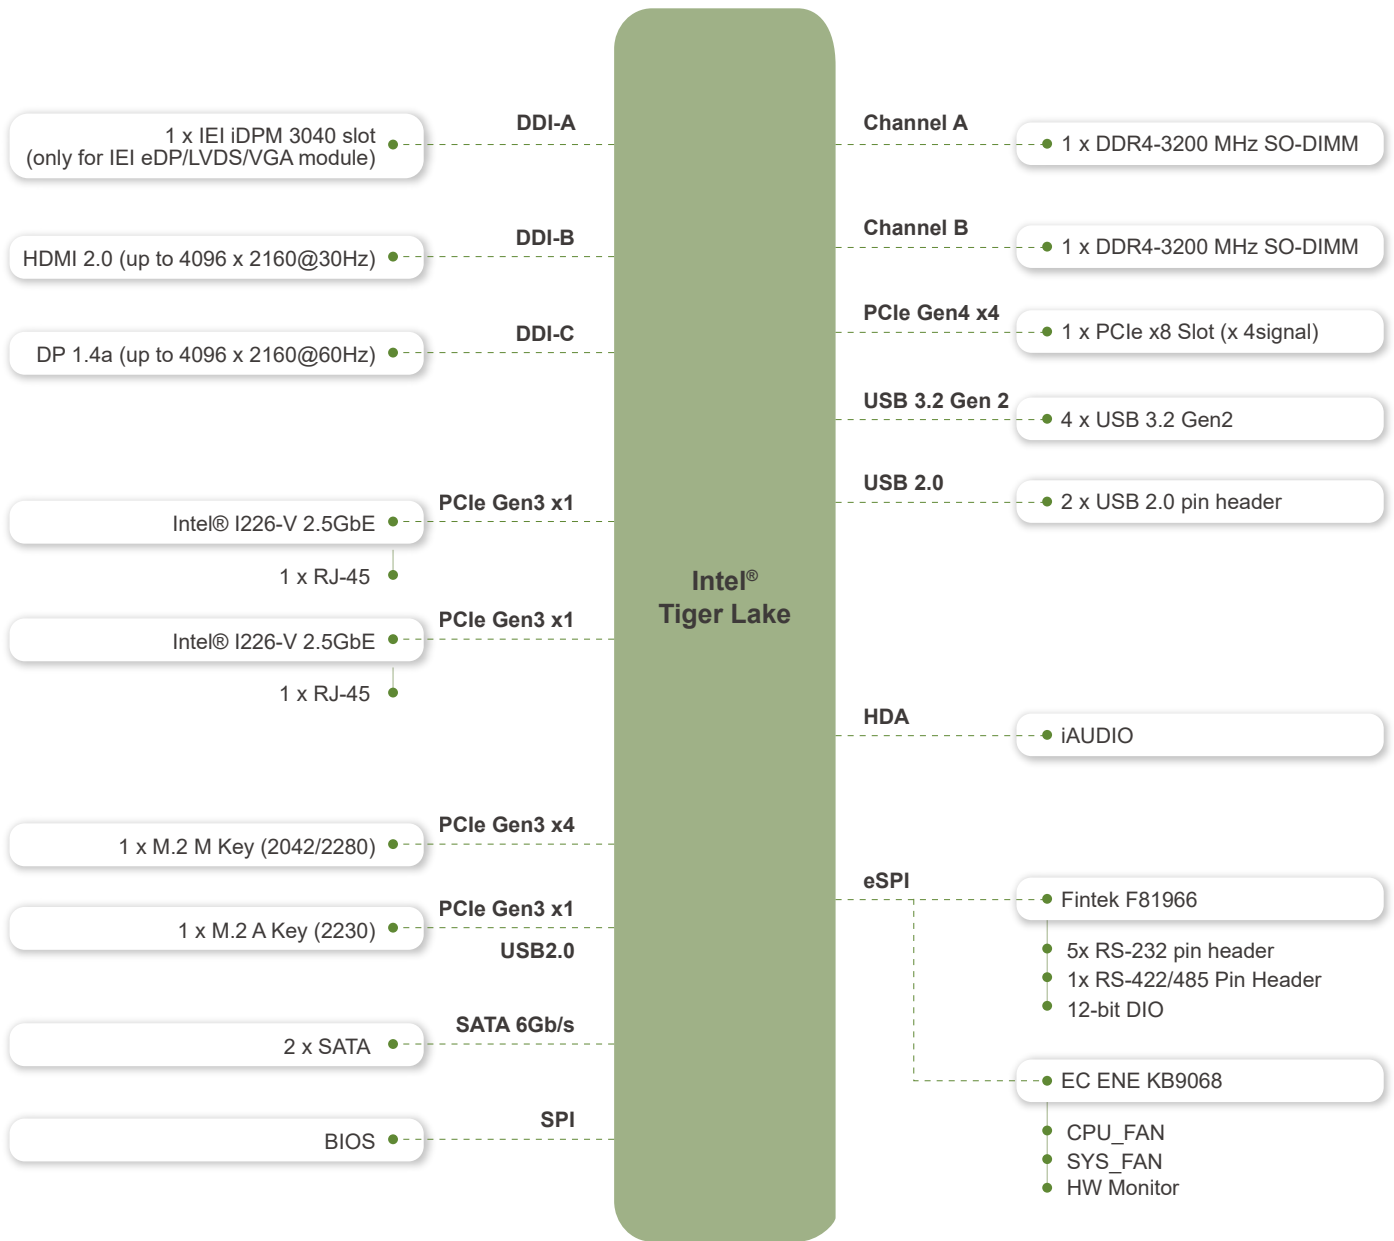 DDI-A
1 x IEI iDPM 3040 slot
(only for IEI eDP/LVDS/VGA module)
DDI-B
HDMI 2.0 (up to 4096 x 2160@30Hz)
DDI-C
DP 1.4a (up to 4096 x 2160@60Hz)
PCIe Gen3 x1
Intel® I226-V 2.5GbE
1 x RJ-45
PCIe Gen3 x1
Intel® I226-V 2.5GbE
1 x RJ-45
PCIe Gen3 x4
1 x M.2 M Key (2042/2280)
PCIe Gen3 x1
1 x M.2 A Key (2230)
USB2.0
SATA 6Gb/s
2 x SATA
SPI
BIOS
Intel®
Tiger Lake
Channel A
1 x DDR4-3200 MHz SO-DIMM
Channel B
1 x DDR4-3200 MHz SO-DIMM
PCIe Gen4 x4
1 x PCIe x8 Slot (x 4signal)
USB 3.2 Gen 2
4 x USB 3.2 Gen2
USB 2.0
2 x USB 2.0 pin header
HDA
iAUDIO
eSPI
Fintek F81966
5x RS-232 pin header
1x RS-422/485 Pin Header
12-bit DIO
EC ENE KB9068
CPU_FAN
SYS_FAN
HW Monitor